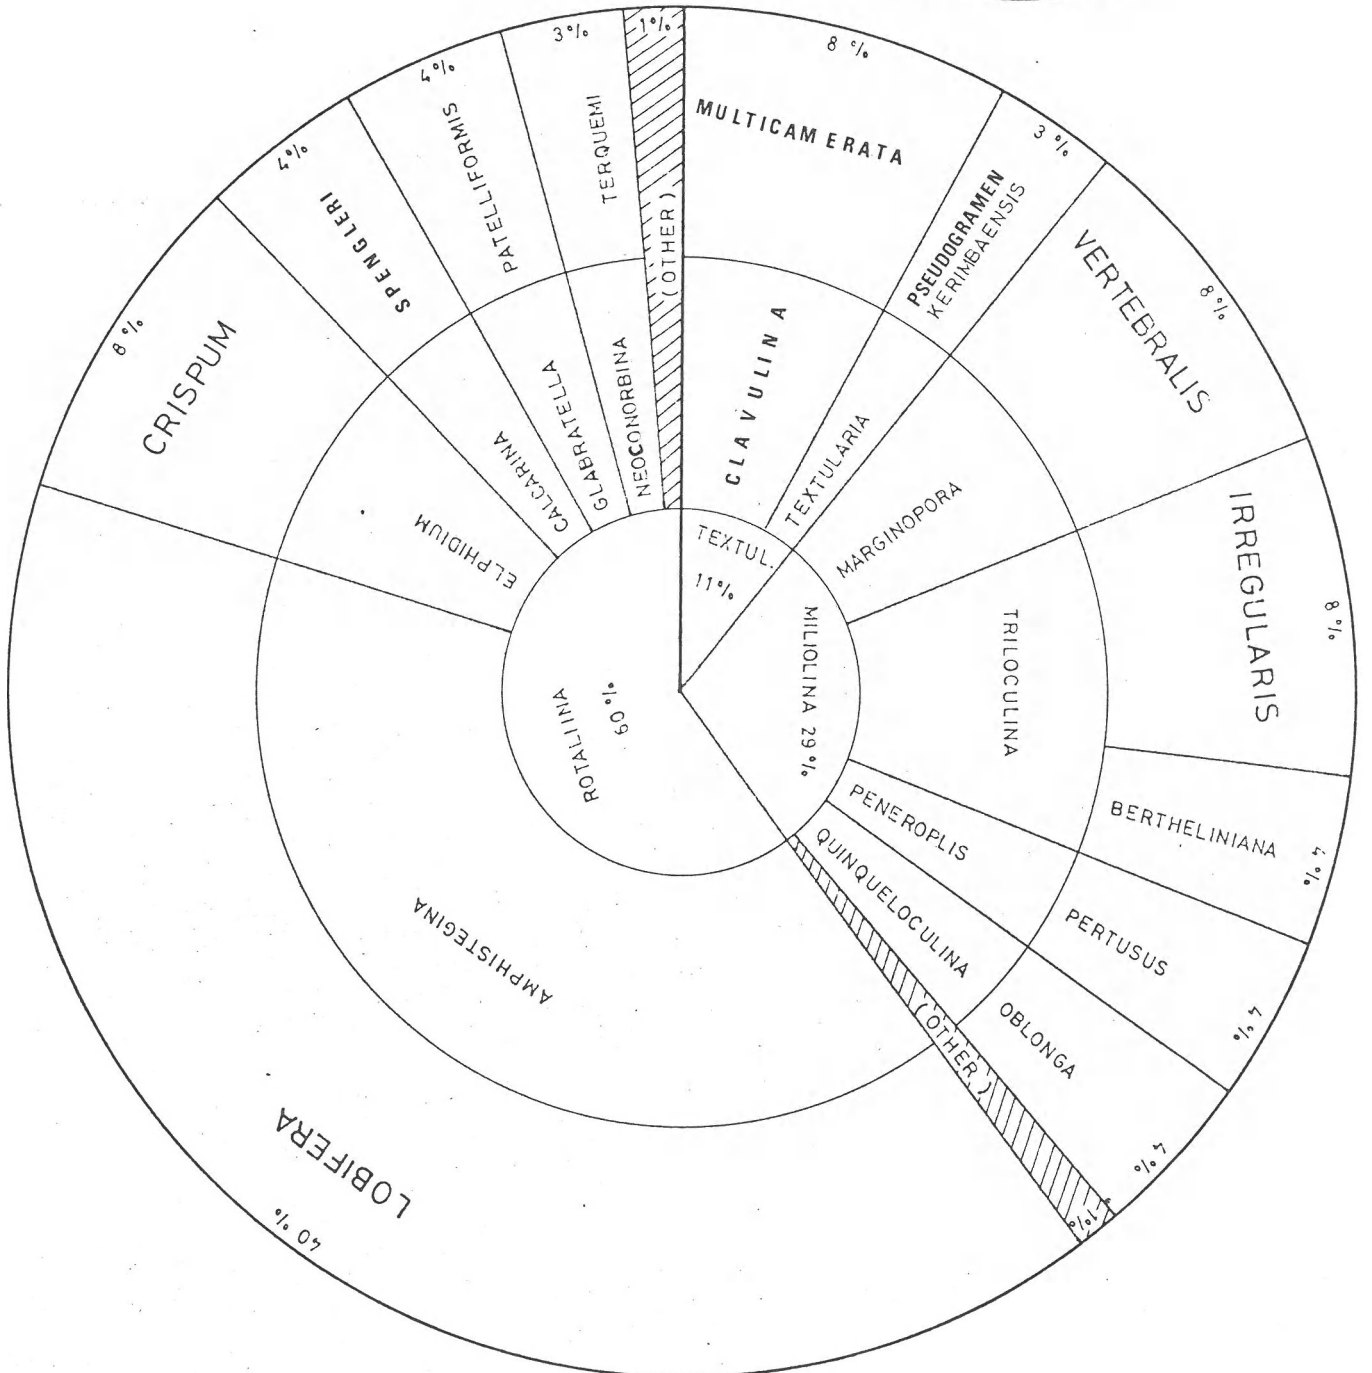 8 %
MULTICAMERATA
3 %
PSEUDOGRAMEN
KERIMBAENSIS
8 %
VERTEBRALIS
8 %
IRREGULARIS
4 %
BERTHELINIANA
4 %
PERTUSUS
4 %
OBLONGA
1%
(OTHER)
40 %
LOBIFERA
8 %
CRISPUM
4%
SPENGLERI
4%
PATELLIFORMIS
3%
TERQUEMI
1%
(OTHER)
CLAVULINA
TEXTULARIA
MARGINOPORA
TRILOCULINA
PENEROPLIS
QUINQUELOCULINA
AMPHISTEGINA
ELPHIDIUM
CALCARINA
GLABRATELLA
NEOCONORBINA
TEXTUL.
11%
MILIOLINA 29%
ROTALIINA
60%